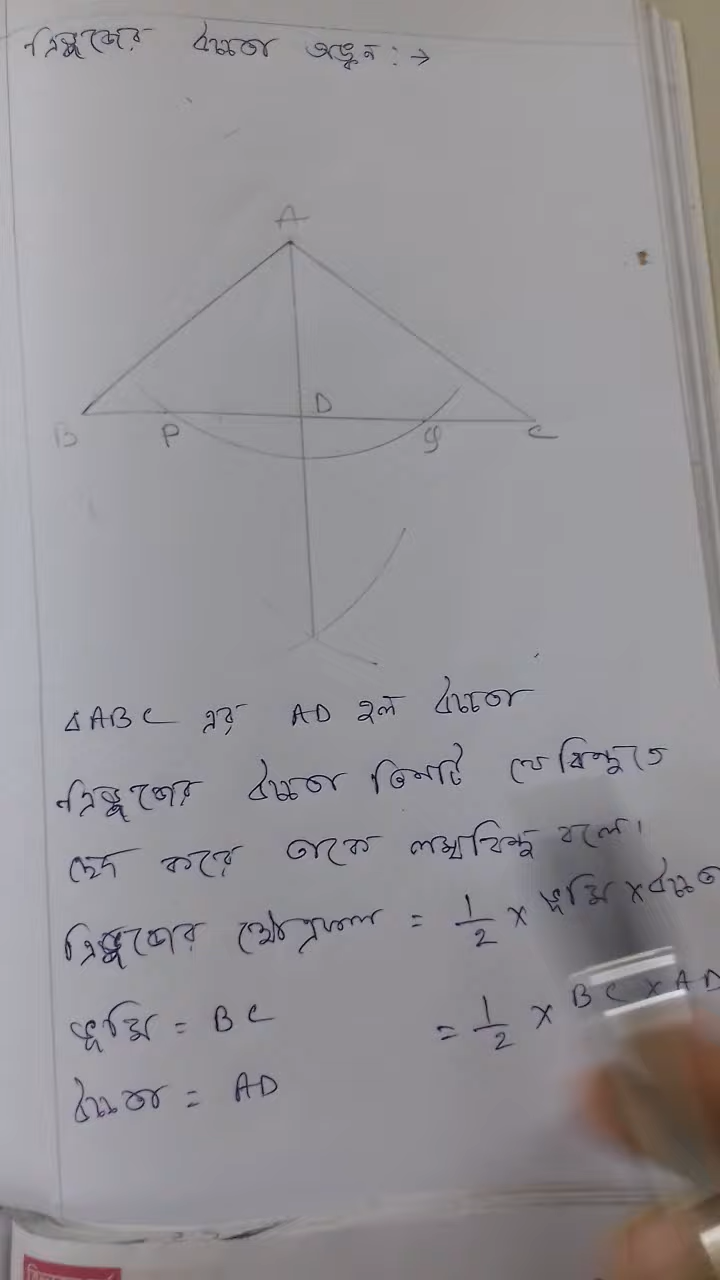 ত্রিভুজের উচ্চতা অঙ্কন : →
A
B
P
D
Q
C
△ABC এর AD হল উচ্চতা
ত্রিভুজের উচ্চতা তিনটি যে বিন্দুতে
ছেদ করে তাকে লম্ববিন্দু বলে।
ত্রিভুজের ক্ষেত্রফল = 1/2 × ভূমি × উচ্চতা
ভূমি = BC
= 1/2 × BC × AD
উচ্চতা = AD